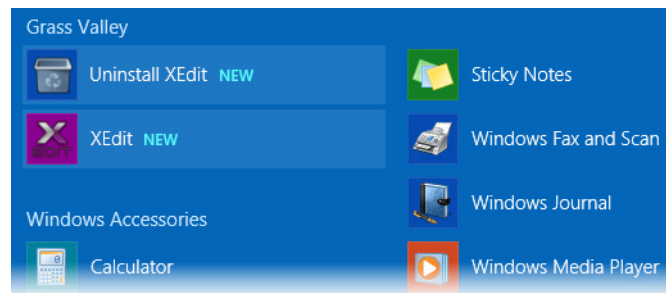 Grass Valley
Uninstall XEdit NEW
XEdit NEW
Windows Accessories
Calculator
Sticky Notes
Windows Fax and Scan
Windows Journal
Windows Media Player